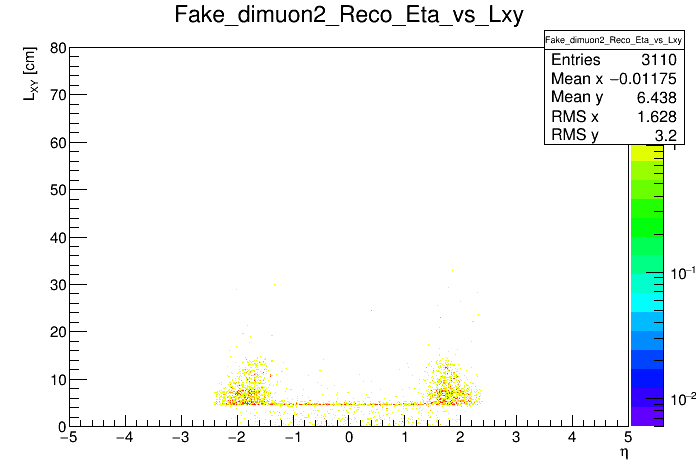 Fake_dimuon2_Reco_Eta_vs_Lxy
Fake_dimuon2_Reco_Eta_vs_Lxy
Entries 3110
Mean x −0.01175
Mean y 6.438
RMS x 1.628
RMS y 3.2
L_XY [cm]
80
70
60
50
40
30
20
10
0
10⁻¹
10⁻²
−5 −4 −3 −2 −1 0 1 2 3 4 5
η